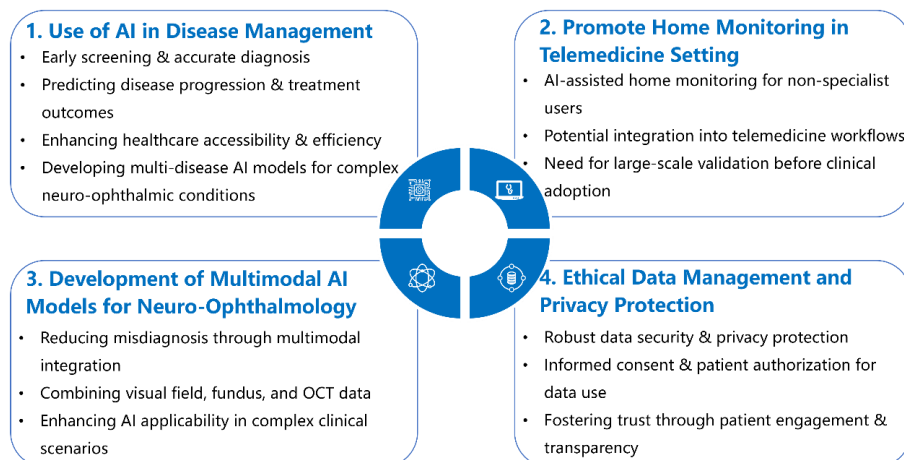 1. Use of AI in Disease Management
• Early screening & accurate diagnosis
• Predicting disease progression & treatment
outcomes
• Enhancing healthcare accessibility & efficiency
• Developing multi-disease AI models for complex
neuro-ophthalmic conditions
2. Promote Home Monitoring in
Telemedicine Setting
• AI-assisted home monitoring for non-specialist
users
• Potential integration into telemedicine workflows
• Need for large-scale validation before clinical
adoption
3. Development of Multimodal AI
Models for Neuro-Ophthalmology
• Reducing misdiagnosis through multimodal
integration
• Combining visual field, fundus, and OCT data
• Enhancing AI applicability in complex clinical
scenarios
4. Ethical Data Management and
Privacy Protection
• Robust data security & privacy protection
• Informed consent & patient authorization for
data use
• Fostering trust through patient engagement &
transparency